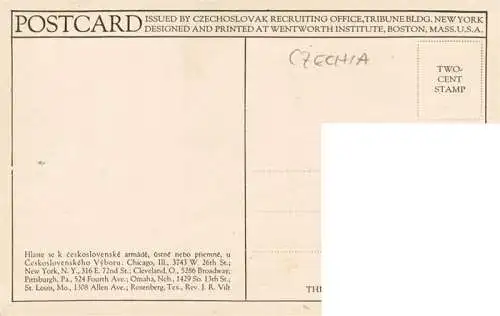 POSTCARD ISSUED BY CZECHOSLOVAK RECRUITING OFFICE, TRIBUNE BLDG. NEW YORK
DESIGNED AND PRINTED AT WENTWORTH INSTITUTE, BOSTON, MASS. U.S.A.
CZECHIA
TWO-
CENT
STAMP
Hlaste se k československé armádě, ústně nebo písemně, u
Československého Výboru: Chicago, Ill., 3743 W. 26th St.;
New York, N. Y., 316 E. 72nd St.; Cleveland, O., 5286 Broadway;
Pittsburgh, Pa., 524 Fourth Ave.; Omaha, Neb., 1429 So. 13th St.;
St. Louis, Mo., 1308 Allen Ave.; Rosenberg, Tex., Rev. J. R. Vilt
TH